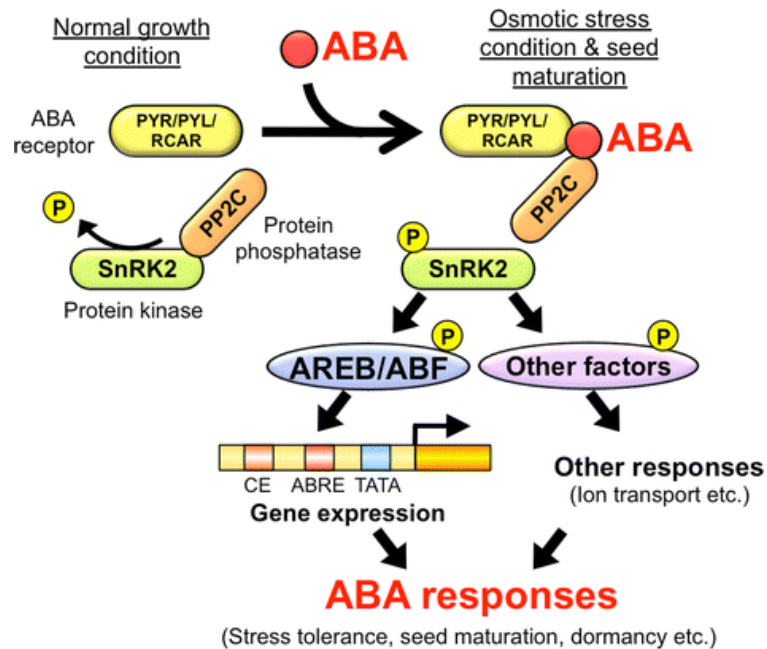 Normal growth
condition
ABA
Osmotic stress
condition & seed
maturation
ABA
receptor
PYR/PYL/
RCAR
PYR/PYL/
RCAR
ABA
P
PP2C
Protein
phosphatase
SnRK2
Protein kinase
PP2C
P
SnRK2
AREB/ABF
P
Other factors
P
CE
ABRE
TATA
Gene expression
Other responses
(Ion transport etc.)
ABA responses
(Stress tolerance, seed maturation, dormancy etc.)